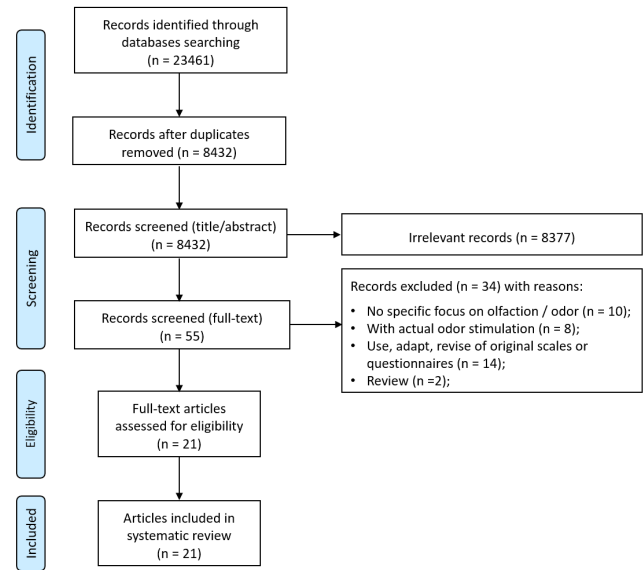 Identification
Records identified through
databases searching
(n = 23461)
Records after duplicates
removed (n = 8432)
Screening
Records screened (title/abstract)
(n = 8432)
Irrelevant records (n = 8377)
Records screened (full-text)
(n = 55)
Records excluded (n = 34) with reasons:
• No specific focus on olfaction / odor (n = 10);
• With actual odor stimulation (n = 8);
• Use, adapt, revise of original scales or
questionnaires (n = 14);
• Review (n =2);
Eligibility
Full-text articles
assessed for eligibility
(n = 21)
Included
Articles included in
systematic review
(n = 21)